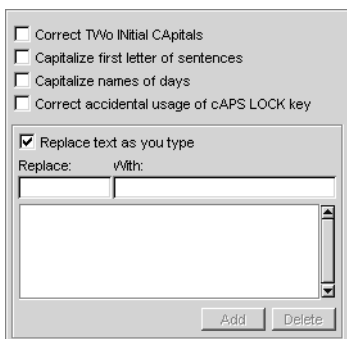 Correct TWo INitial CApitals
Capitalize first letter of sentences
Capitalize names of days
Correct accidental usage of cAPS LOCK key
Replace text as you type
Replace: With:
Add Delete